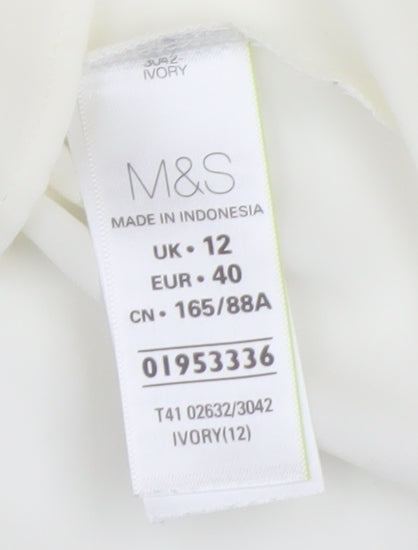 3042-
IVORY
M&S
MADE IN INDONESIA
UK • 12
EUR • 40
CN • 165/88A
01953336
T41 02632/3042
IVORY(12)